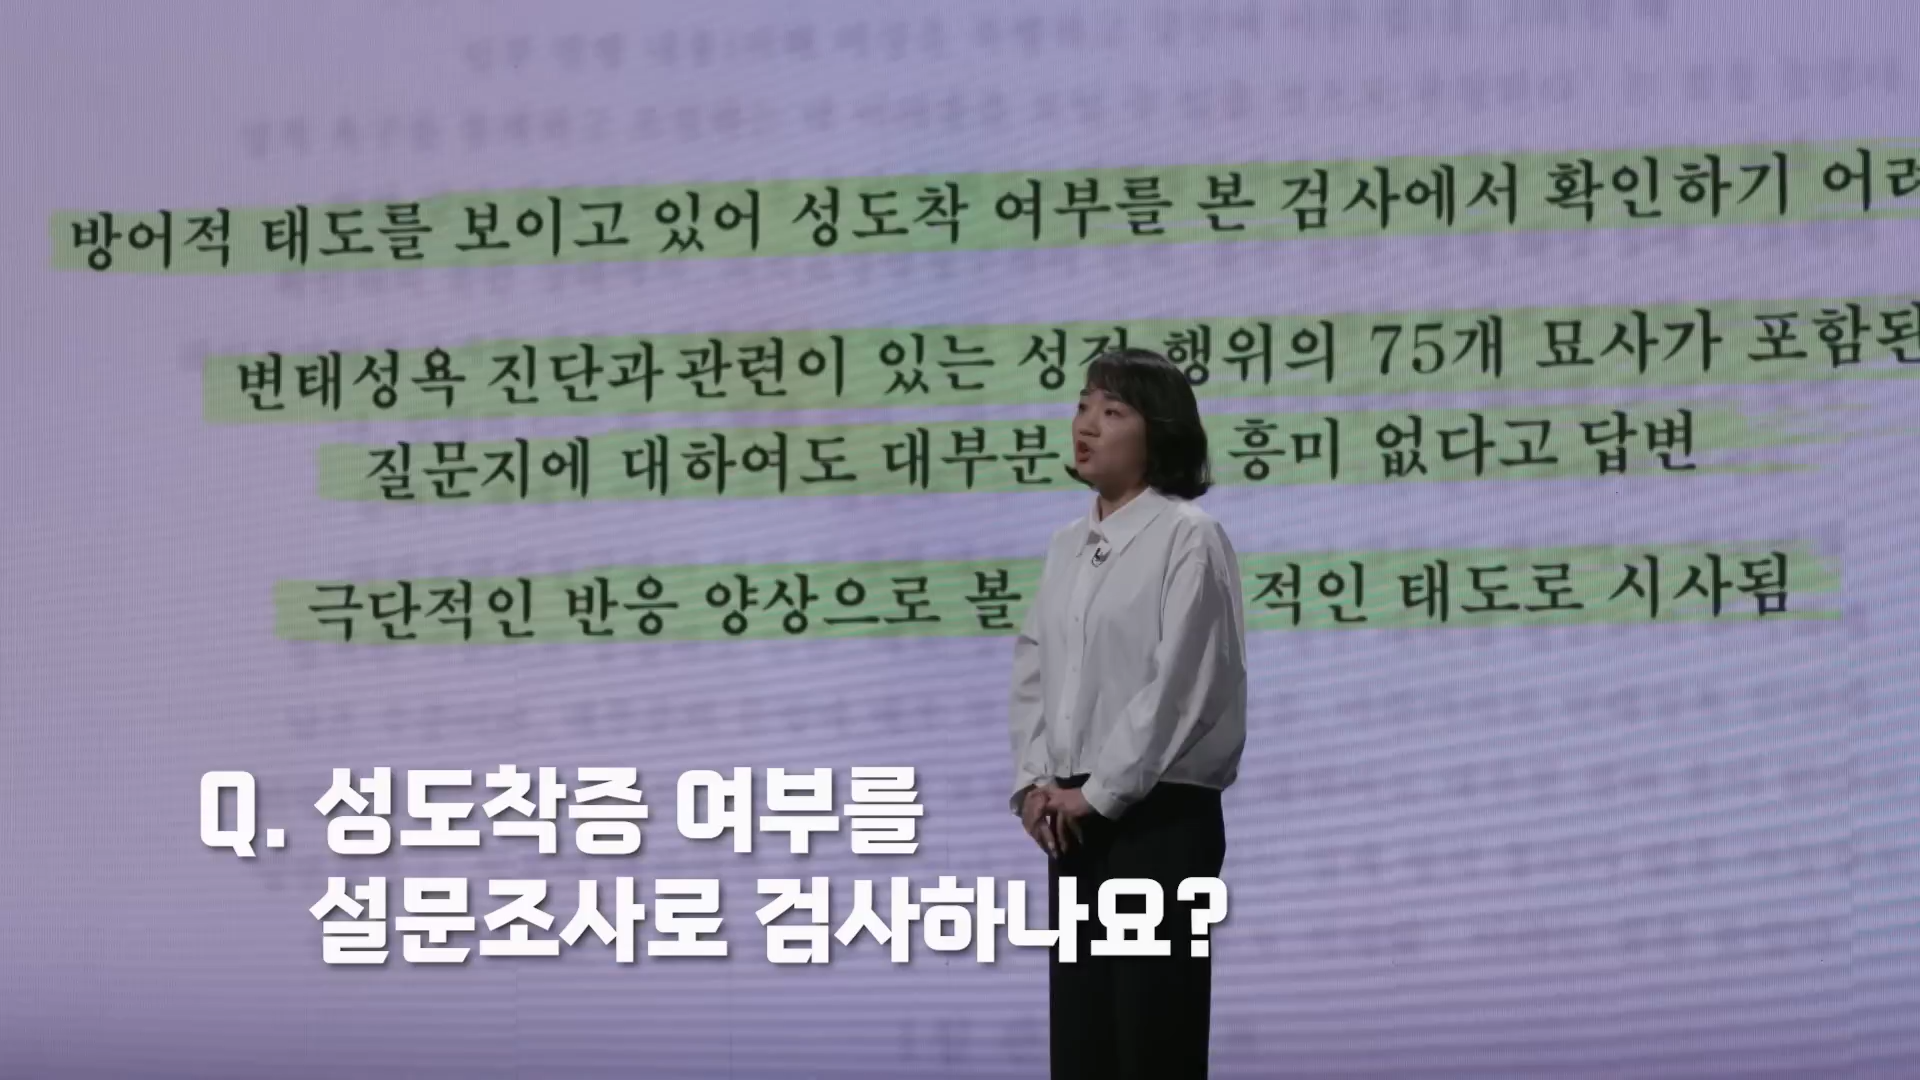 방어적 태도를 보이고 있어 성도착 여부를 본 검사에서 확인하기
변태성욕 진단과 관련이 있는 성적 행위의 75개 묘사가 포함된
질문지에 대하여도 대부분 흥미 없다고 답변
극단적인 반응 양상으로 볼 적인 태도로 시사됨
Q. 성도착증 여부를
설문조사로 검사하나요?